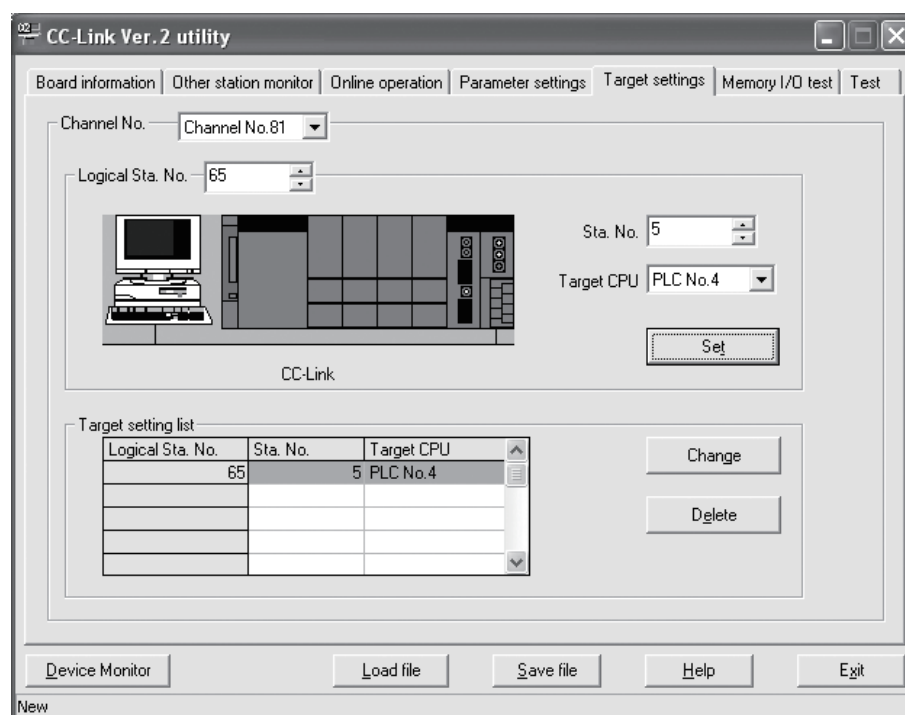 CC-Link Ver.2 utility
Board information Other station monitor Online operation Parameter settings Target settings Memory I/O test Test
Channel No. Channel No.81
Logical Sta. No. 65
Sta. No. 5
Target CPU PLC No.4
Set
CC-Link
Target setting list
Logical Sta. No. Sta. No. Target CPU
65 5 PLC No.4
Change
Delete
Device Monitor Load file Save file Help Exit
New